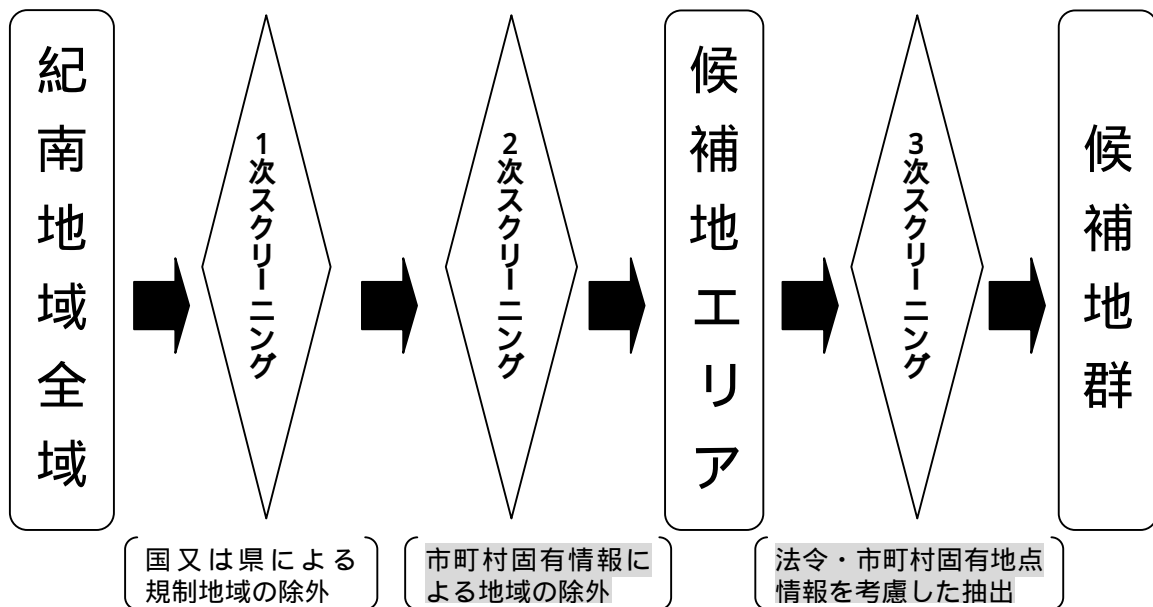 紀南地域全域
1次スクリーニング
2次スクリーニング
候補地エリア
3次スクリーニング
候補地群
国又は県による
規制地域の除外
市町村固有情報に
よる地域の除外
法令・市町村固有地点
情報を考慮した抽出